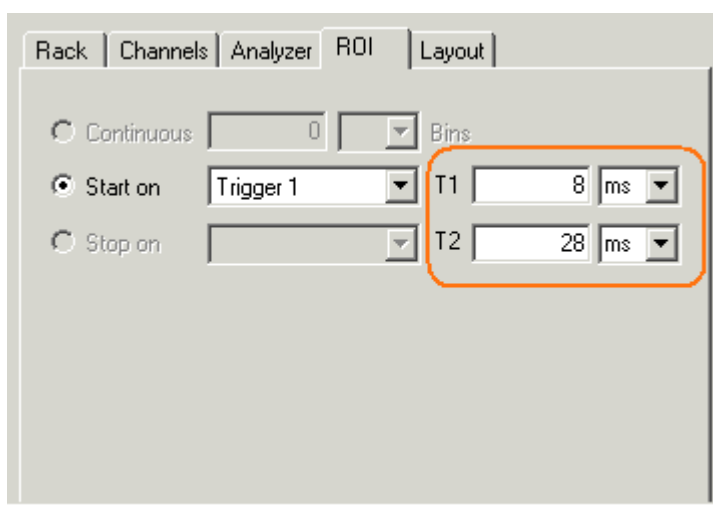 Rack Channels Analyzer ROI Layout
Continuous 0 Bins
Start on Trigger 1 T1 8 ms
Stop on T2 28 ms